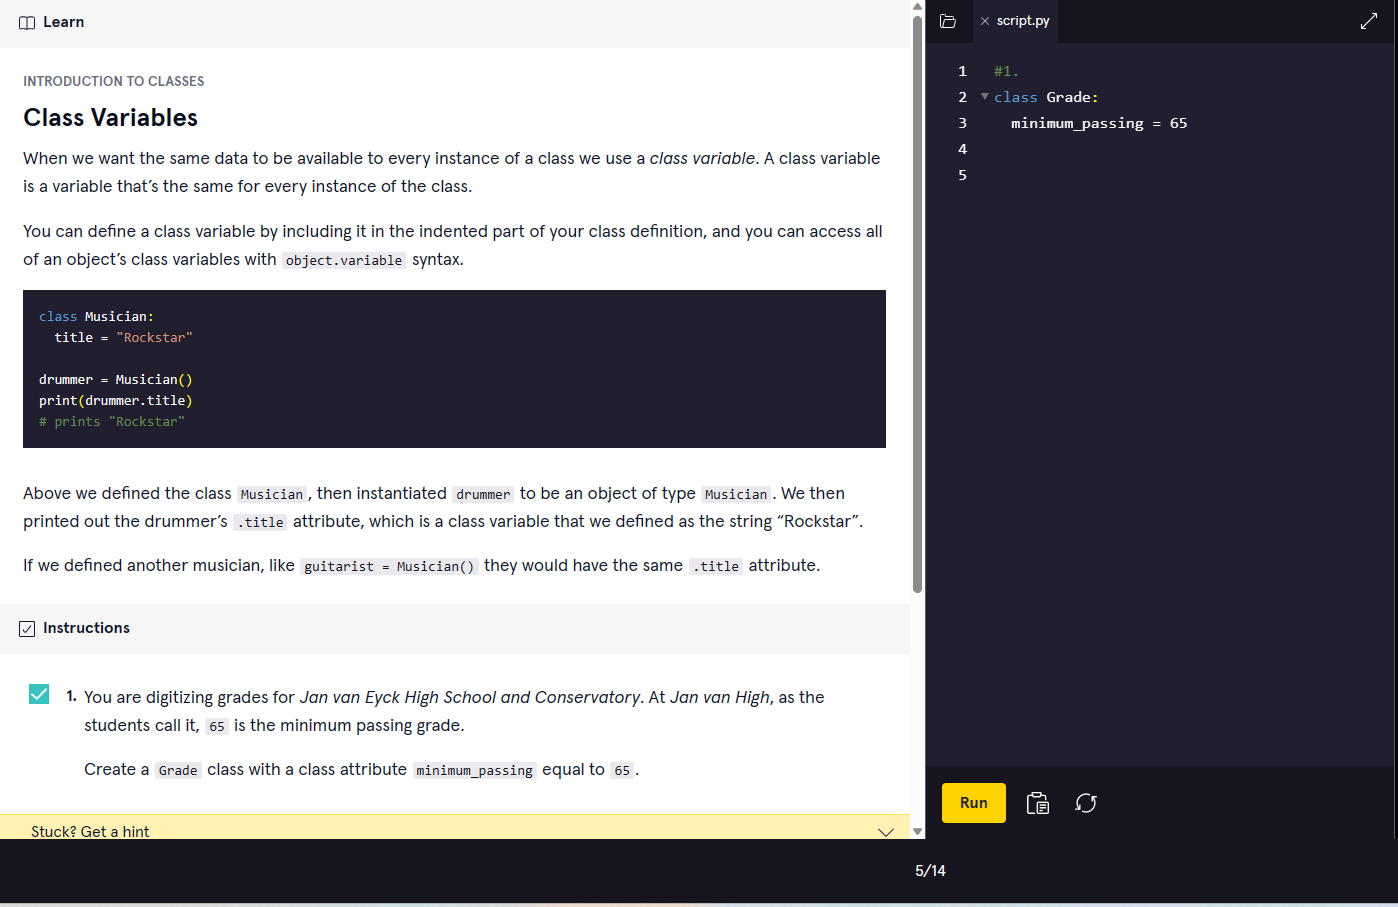 Learn
INTRODUCTION TO CLASSES
Class Variables
When we want the same data to be available to every instance of a class we use a class variable. A class variable
is a variable that’s the same for every instance of the class.
You can define a class variable by including it in the indented part of your class definition, and you can access all
of an object’s class variables with object.variable syntax.
class Musician:
  title = "Rockstar"
drummer = Musician()
print(drummer.title)
# prints "Rockstar"
Above we defined the class Musician, then instantiated drummer to be an object of type Musician. We then
printed out the drummer’s .title attribute, which is a class variable that we defined as the string “Rockstar”.
If we defined another musician, like guitarist = Musician() they would have the same .title attribute.
Instructions
1. You are digitizing grades for Jan van Eyck High School and Conservatory. At Jan van High, as the
students call it, 65 is the minimum passing grade.
Create a Grade class with a class attribute minimum_passing equal to 65.
Stuck? Get a hint
script.py
1 #1.
2 class Grade:
3   minimum_passing = 65
4
5
Run
5/14